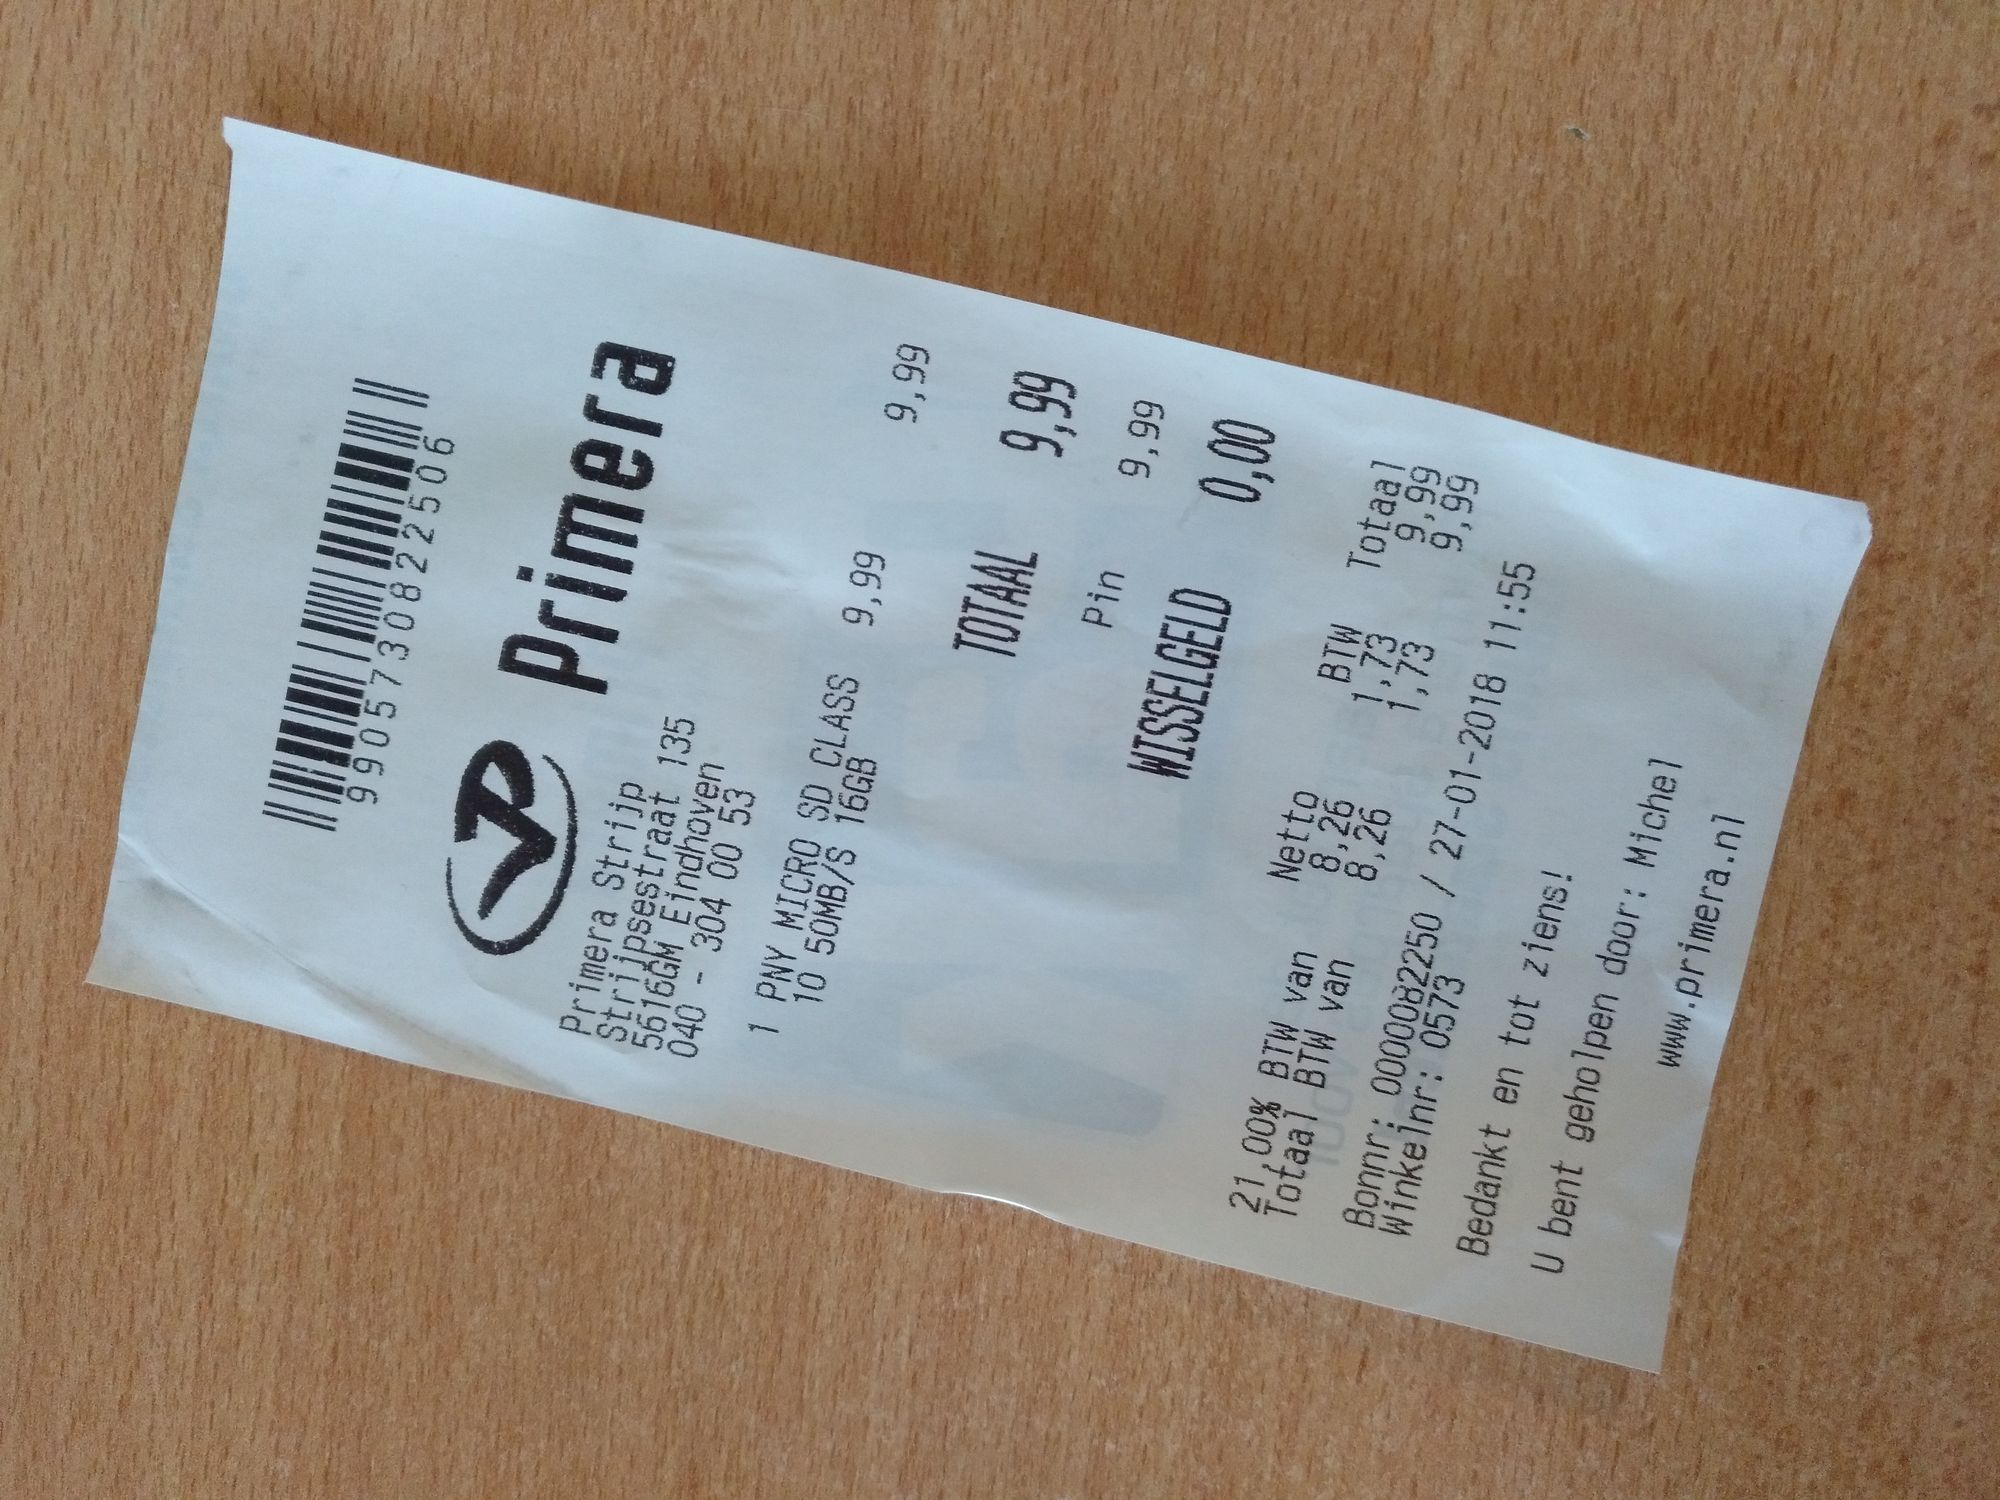 9905730822506
Primera
Primera Strijp
Strijpsestraat 135
5616GM Eindhoven
040 - 304 00 53
1 PNY MICRO SD CLASS 9,99 9,99
10 50MB/S 16GB
TOTAAL 9,99
Pin 9,99
WISSELGELD 0,00
Netto BTW Totaal
21,00% BTW van 8,26 1,73 9,99
Totaal BTW van 8,26 1,73 9,99
Bonnr: 0000082250 / 27-01-2018 11:55
Winkelnr: 0573
Bedankt en tot ziens!
U bent geholpen door: Michel
www.primera.nl